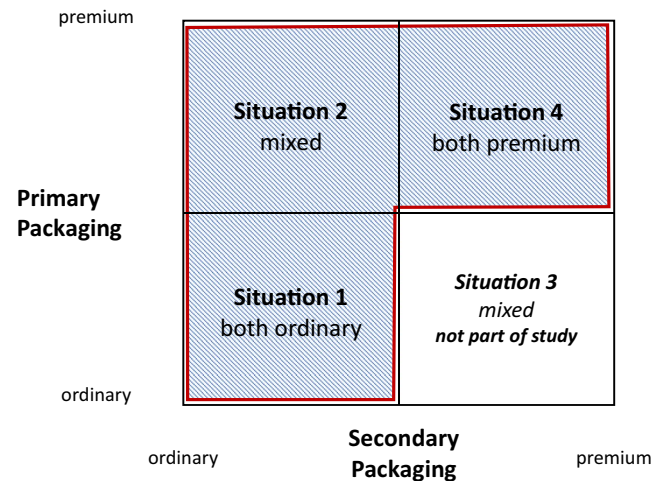 premium
Situation 2
mixed
Situation 4
both premium
Primary
Packaging
Situation 1
both ordinary
Situation 3
mixed
not part of study
ordinary
ordinary
Secondary
Packaging
premium